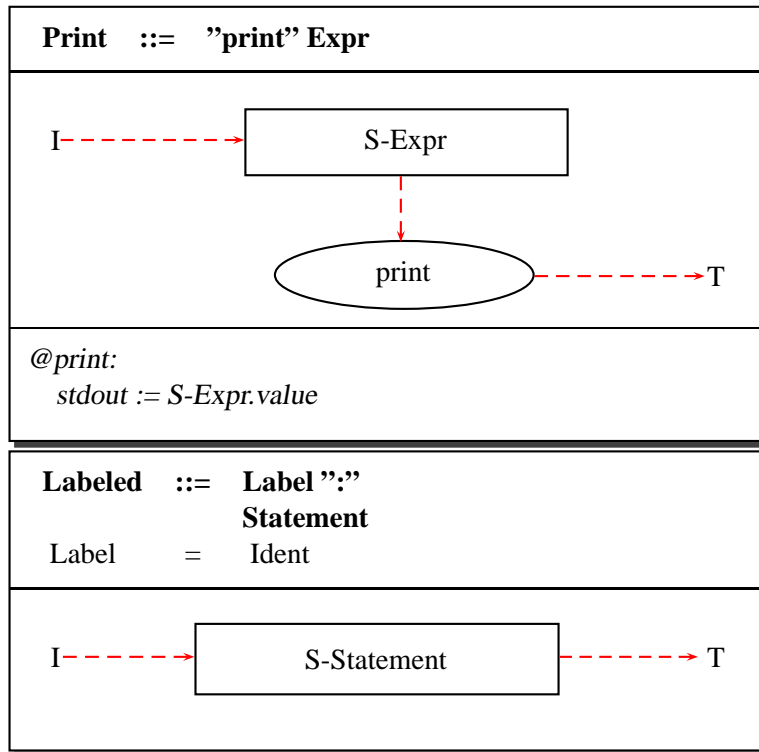 Print ::= ”print” Expr
I
S-Expr
print
T
@print:
stdout := S-Expr.value
Labeled ::= Label ”:”
Statement
Label = Ident
I
S-Statement
T